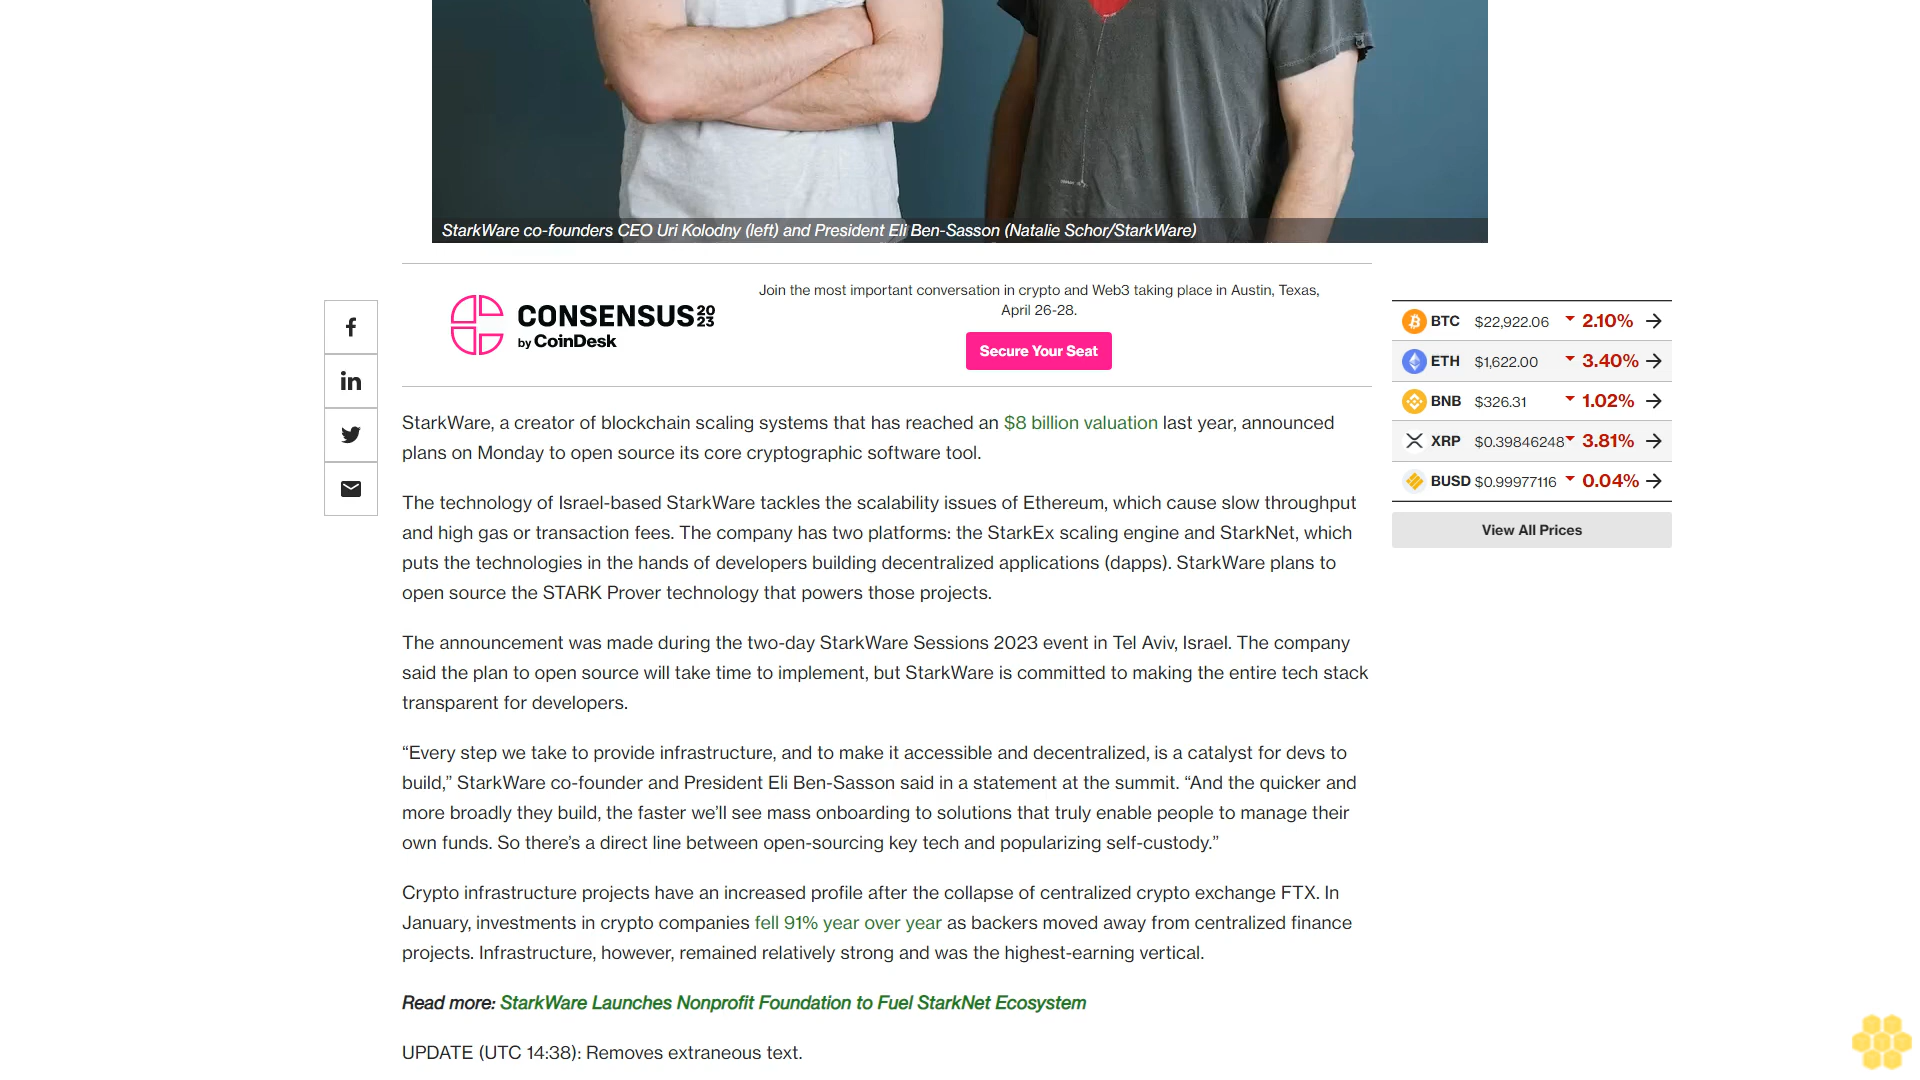 StarkWare co-founders CEO Uri Kolodny (left) and President Eli Ben-Sasson (Natalie Schor/StarkWare)
CONSENSUS 2023
by CoinDesk
Join the most important conversation in crypto and Web3 taking place in Austin, Texas,
April 26-28.
Secure Your Seat
StarkWare, a creator of blockchain scaling systems that has reached an $8 billion valuation last year, announced
plans on Monday to open source its core cryptographic software tool.
The technology of Israel-based StarkWare tackles the scalability issues of Ethereum, which cause slow throughput
and high gas or transaction fees. The company has two platforms: the StarkEx scaling engine and StarkNet, which
puts the technologies in the hands of developers building decentralized applications (dapps). StarkWare plans to
open source the STARK Prover technology that powers those projects.
The announcement was made during the two-day StarkWare Sessions 2023 event in Tel Aviv, Israel. The company
said the plan to open source will take time to implement, but StarkWare is committed to making the entire tech stack
transparent for developers.
“Every step we take to provide infrastructure, and to make it accessible and decentralized, is a catalyst for devs to
build,” StarkWare co-founder and President Eli Ben-Sasson said in a statement at the summit. “And the quicker and
more broadly they build, the faster we’ll see mass onboarding to solutions that truly enable people to manage their
own funds. So there’s a direct line between open-sourcing key tech and popularizing self-custody.”
Crypto infrastructure projects have an increased profile after the collapse of centralized crypto exchange FTX. In
January, investments in crypto companies fell 91% year over year as backers moved away from centralized finance
projects. Infrastructure, however, remained relatively strong and was the highest-earning vertical.
Read more: StarkWare Launches Nonprofit Foundation to Fuel StarkNet Ecosystem
UPDATE (UTC 14:38): Removes extraneous text.
BTC $22,922.06 2.10%
ETH $1,622.00 3.40%
BNB $326.31 1.02%
XRP $0.39846248 3.81%
BUSD $0.99977116 0.04%
View All Prices